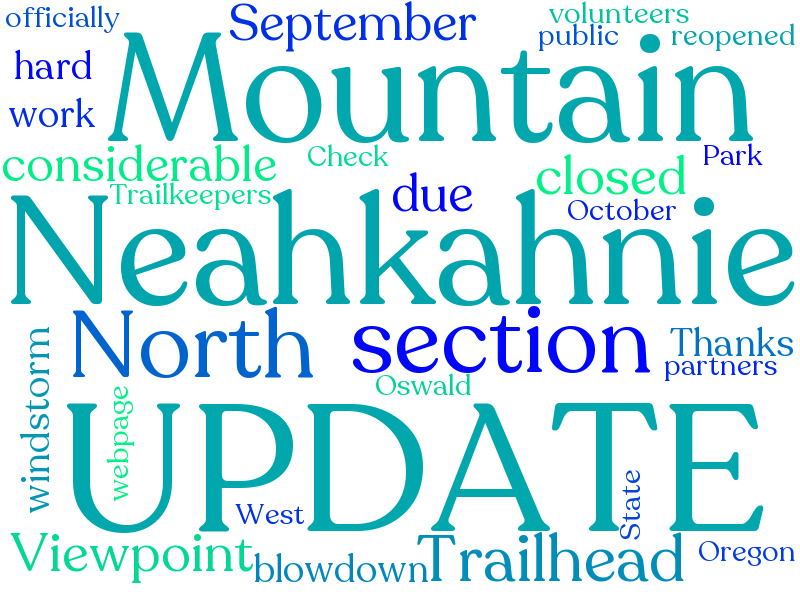 officially
September
volunteers
public
reopened
hard
Mountain
work
considerable
Check
Park
Trailkeepers
due
closed
October
Neahkahnie
North
section
Thanks
partners
windstorm
webpage
Oswald
UPDATE
West
State
Viewpoint
blowdown
Trailhead
Oregon